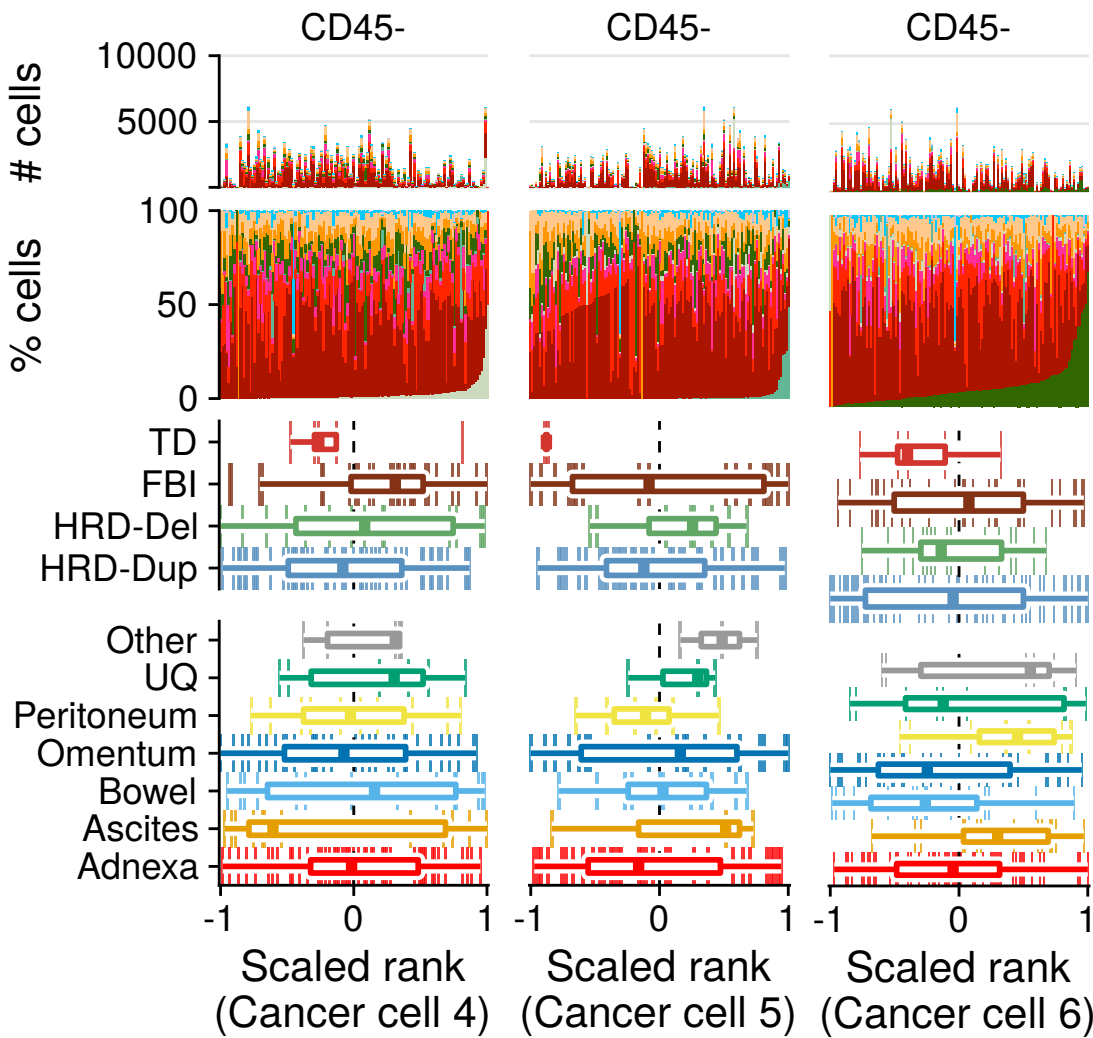 CD45- CD45- CD45-
# cells
10000
5000
% cells
100
50
0
TD
FBI
HRD-Del
HRD-Dup
Other
UQ
Peritoneum
Omentum
Bowel
Ascites
Adnexa
-1 0 1 -1 0 1 -1 0 1
Scaled rank Scaled rank Scaled rank
(Cancer cell 4) (Cancer cell 5) (Cancer cell 6)